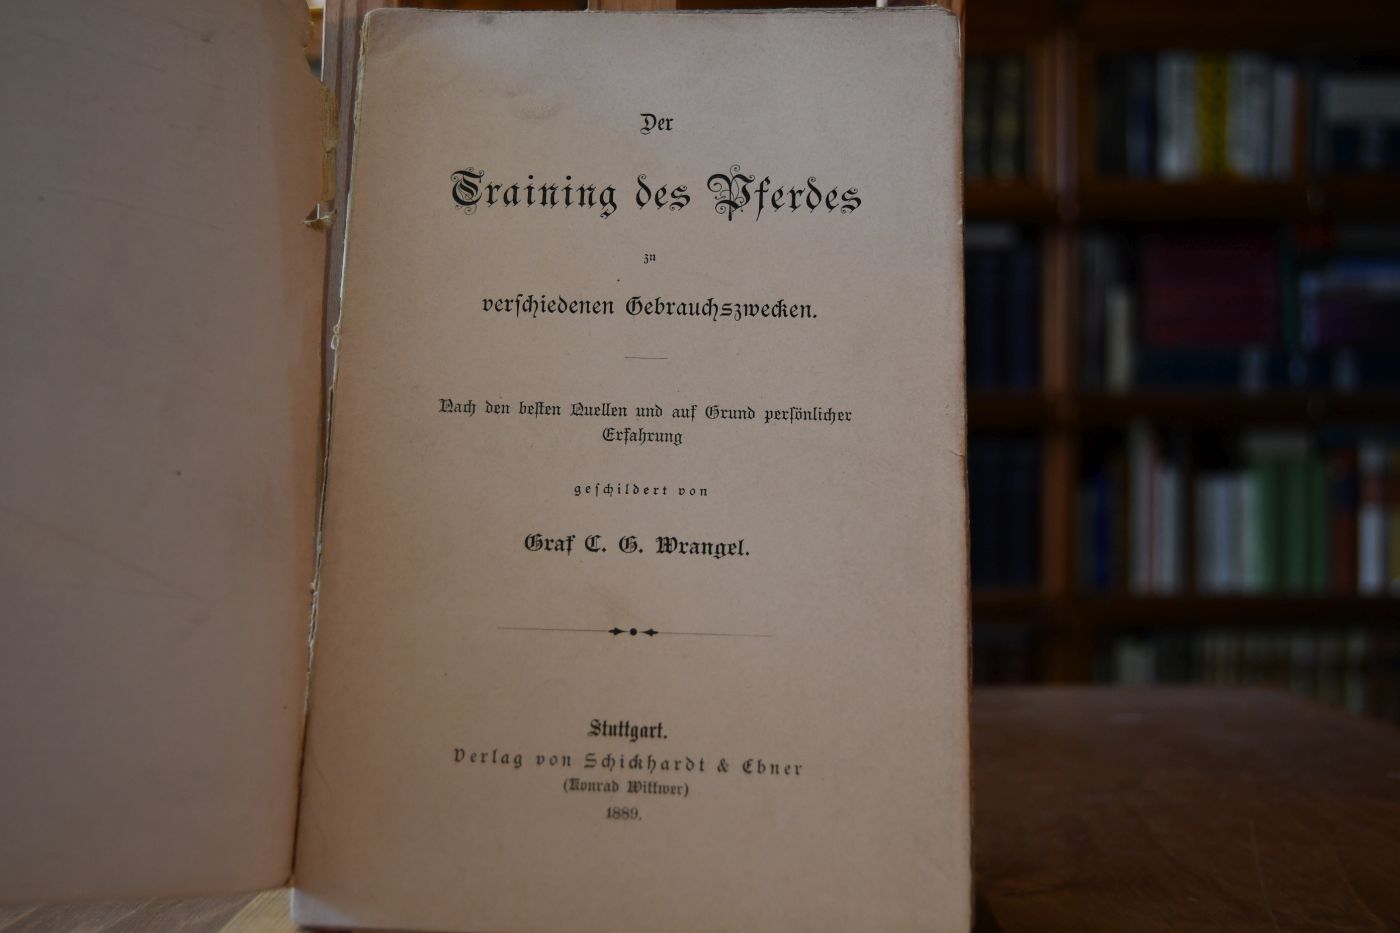 Der
Training des Pferdes
zu
verſchiedenen Gebrauchszwecken.
Nach den beſten Quellen und auf Grund perſönlicher
Erfahrung
geſchildert von
Graf C. G. Wrangel.
Stuttgart.
Verlag von Schickhardt & Ebner
(Konrad Wittwer)
1889.